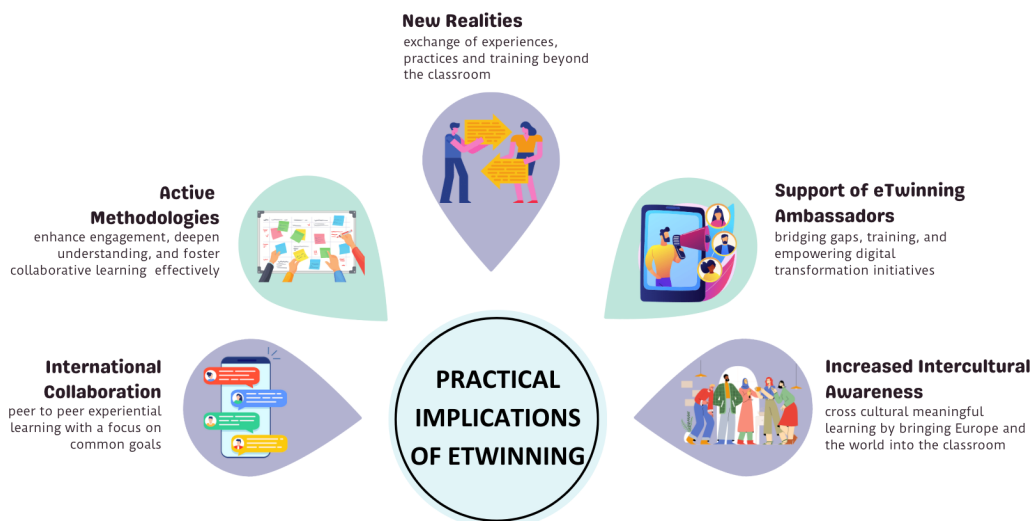 New Realities
exchange of experiences,
practices and training beyond
the classroom
Active
Methodologies
enhance engagement, deepen
understanding, and foster
collaborative learning effectively
Support of eTwinning
Ambassadors
bridging gaps, training, and
empowering digital
transformation initiatives
International
Collaboration
peer to peer experiential
learning with a focus on
common goals
PRACTICAL
IMPLICATIONS
OF ETWINNING
Increased Intercultural
Awareness
cross cultural meaningful
learning by bringing Europe and
the world into the classroom